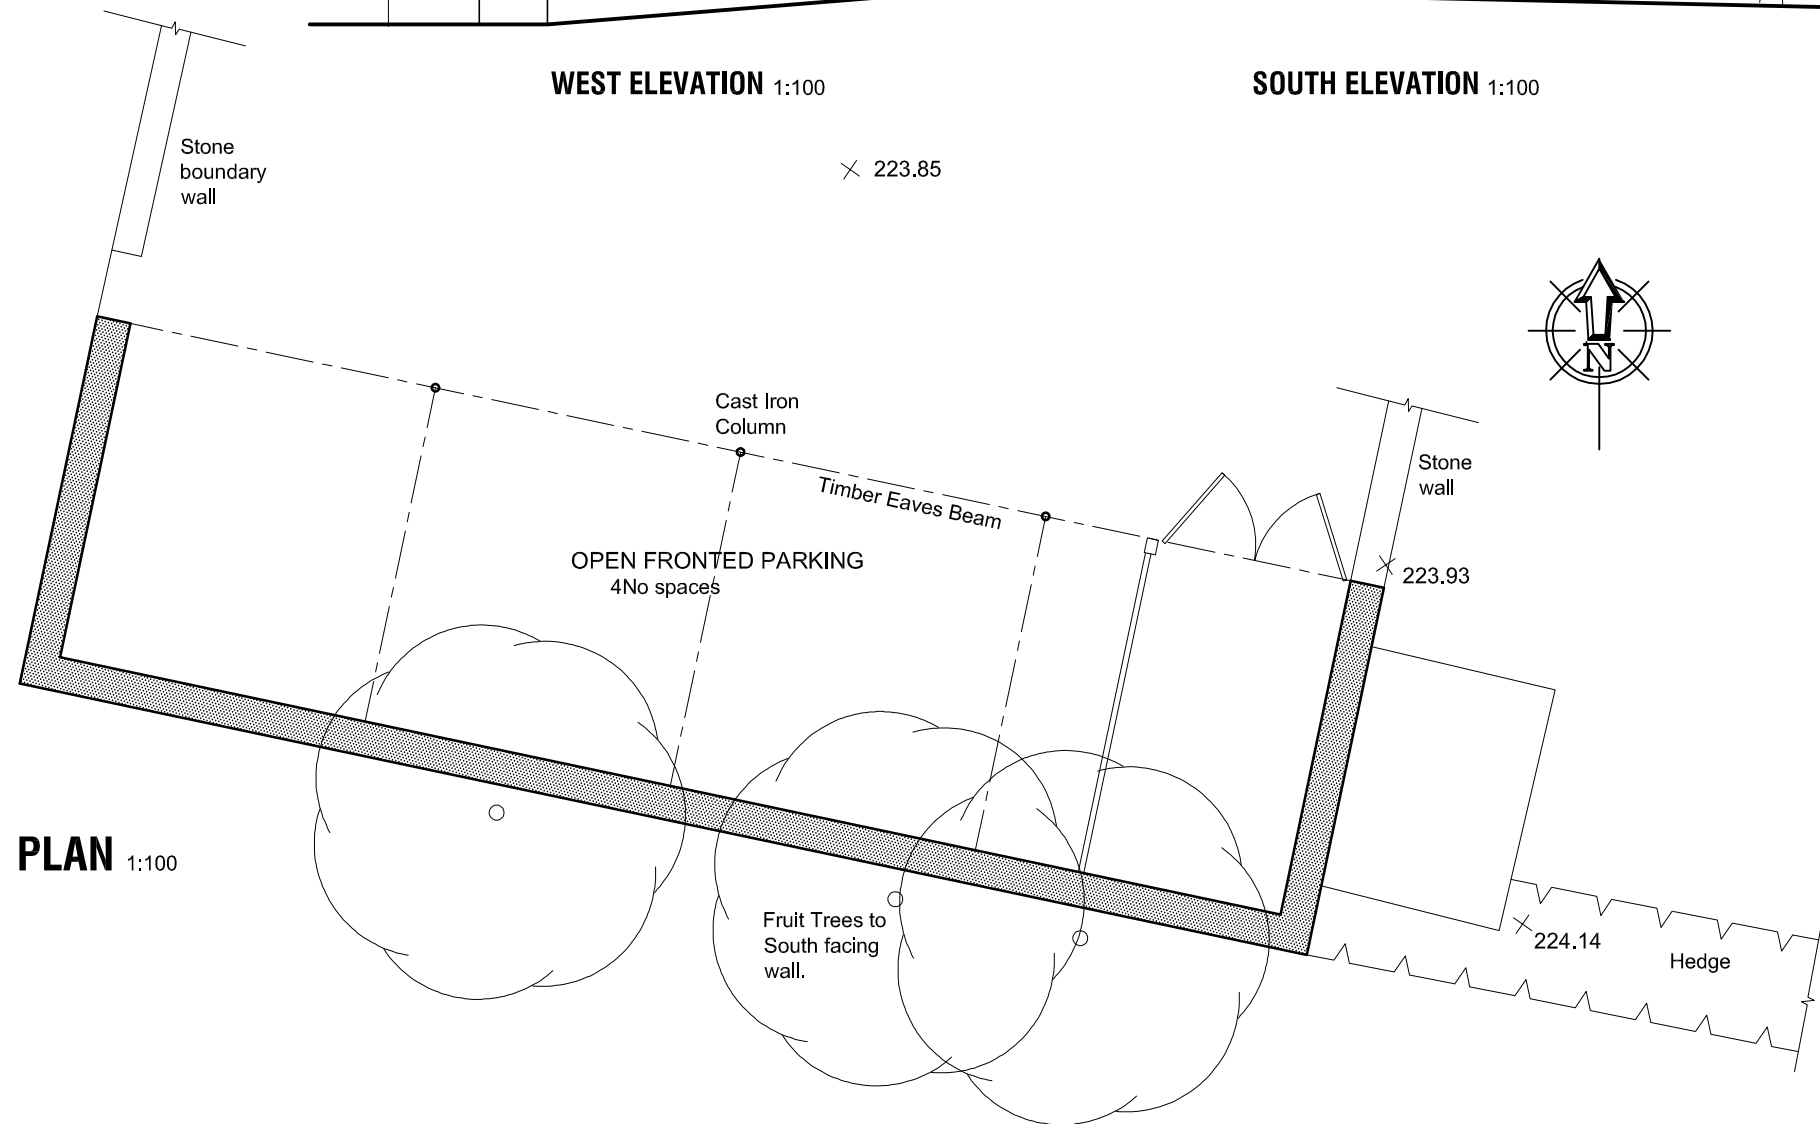 WEST ELEVATION 1:100
SOUTH ELEVATION 1:100
Stone
boundary
wall
223.85
N
Cast Iron
Column
Timber Eaves Beam
Stone
wall
OPEN FRONTED PARKING
4No spaces
223.93
PLAN 1:100
Fruit Trees to
South facing
wall.
224.14
Hedge